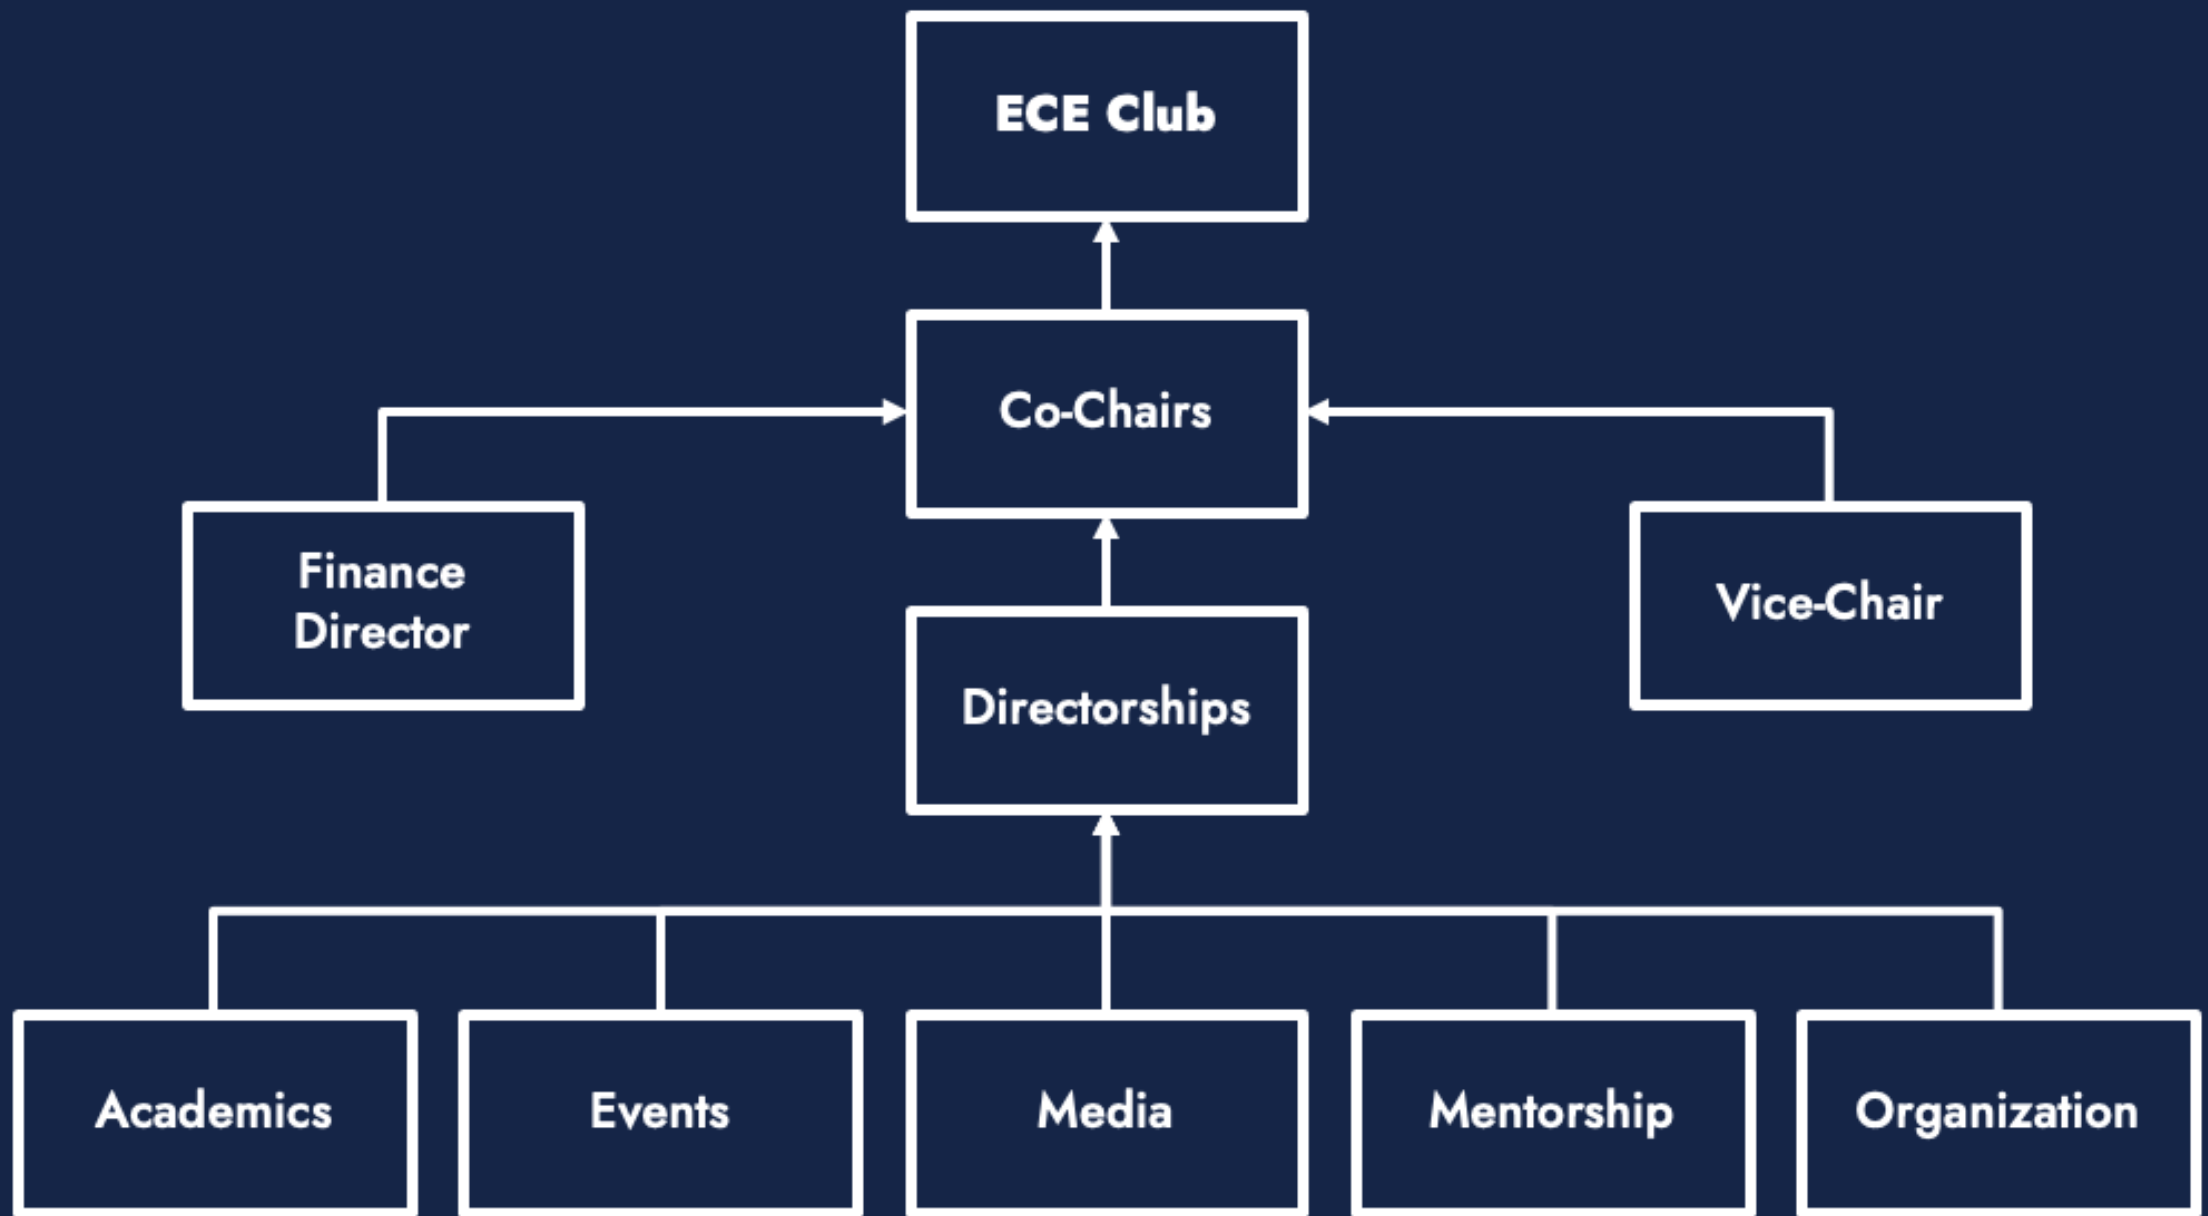 ECE Club
Co-Chairs
Finance
Director
Vice-Chair
Directorships
Academics
Events
Media
Mentorship
Organization